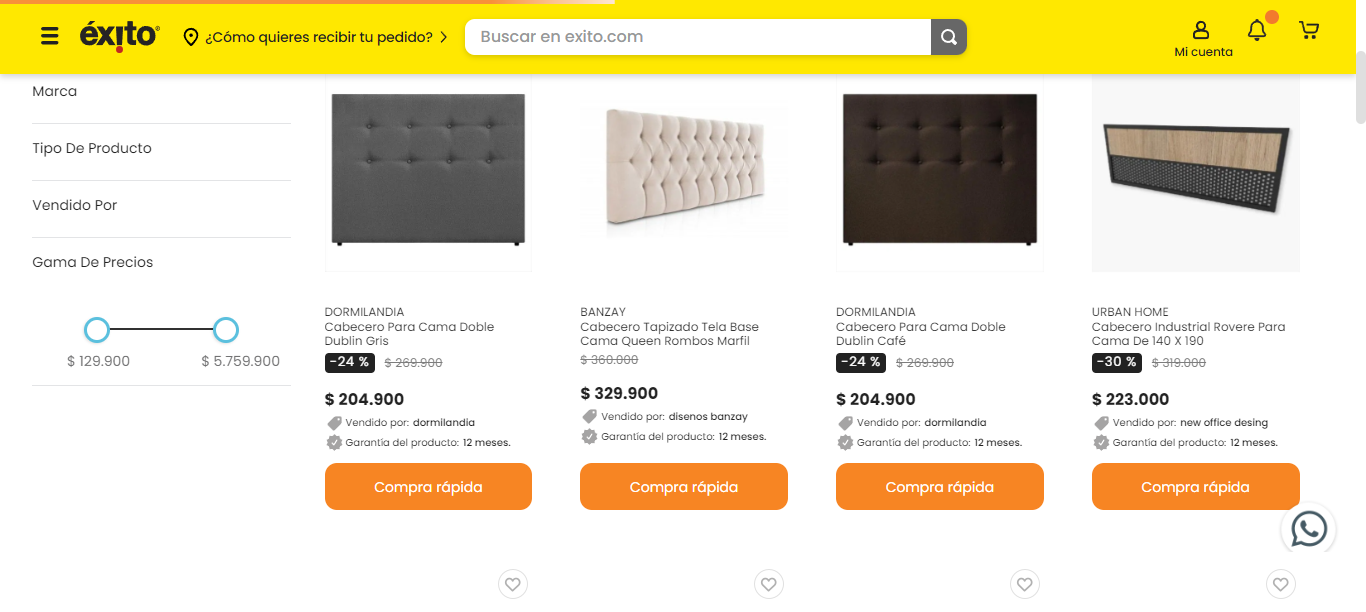 éxito
¿Cómo quieres recibir tu pedido?
Buscar en exito.com
Mi cuenta
Marca
Tipo De Producto
Vendido Por
Gama De Precios
$ 129.900
$ 5.759.900
DORMILANDIA
Cabecero Para Cama Doble
Dublin Gris
-24 % $ 269.900
$ 204.900
Vendido por: dormilandia
Garantía del producto: 12 meses.
Compra rápida
BANZAY
Cabecero Tapizado Tela Base
Cama Queen Rombos Marfil
$ 360.000
$ 329.900
Vendido por: disenos banzay
Garantía del producto: 12 meses.
Compra rápida
DORMILANDIA
Cabecero Para Cama Doble
Dublin Café
-24 % $ 269.900
$ 204.900
Vendido por: dormilandia
Garantía del producto: 12 meses.
Compra rápida
URBAN HOME
Cabecero Industrial Rovere Para
Cama De 140 X 190
-30 % $ 319.000
$ 223.000
Vendido por: new office desing
Garantía del producto: 12 meses.
Compra rápida